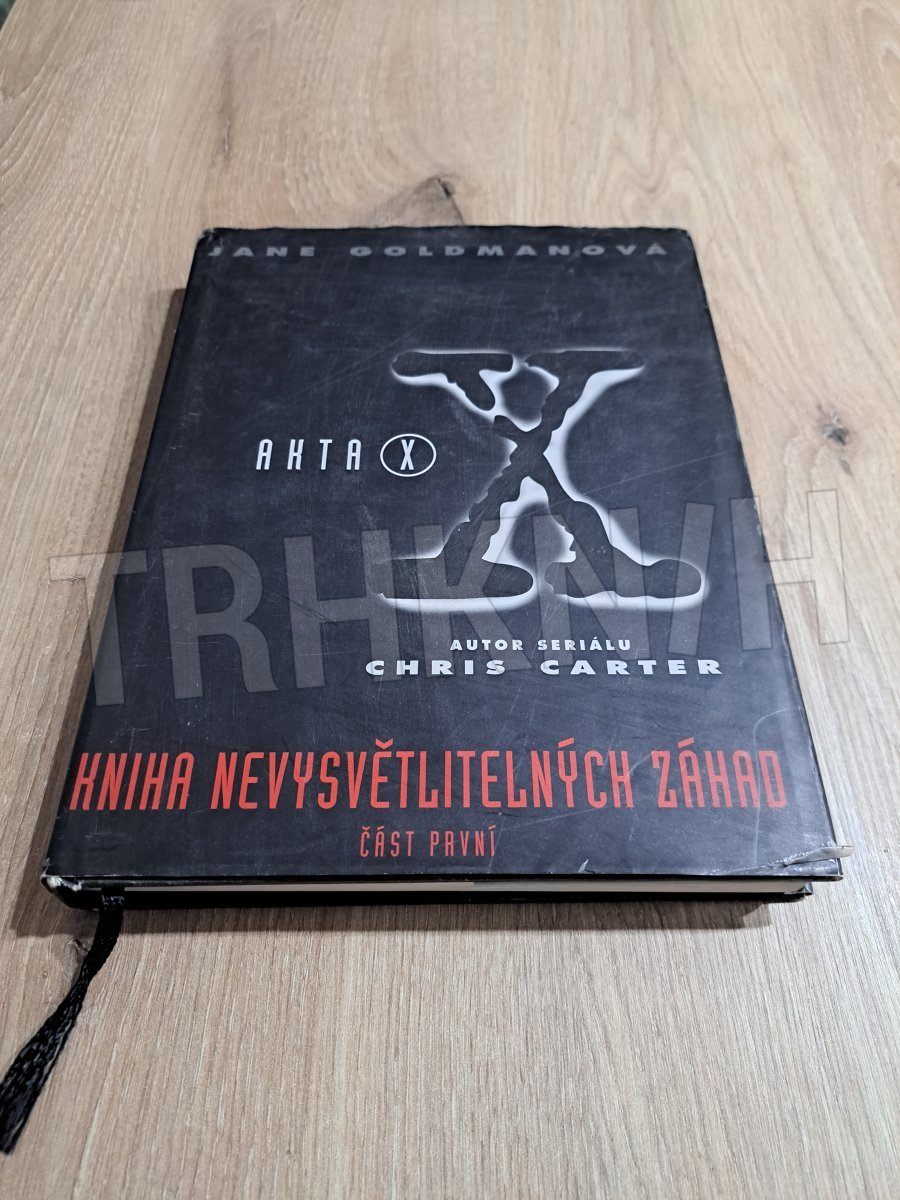 JANE GOLDMANOVÁ
AKTA X
X
TRHKNIH
AUTOR SERIÁLU
CHRIS CARTER
KNIHA NEVYSVĚTLITELNÝCH ZÁHAD
ČÁST PRVNÍ